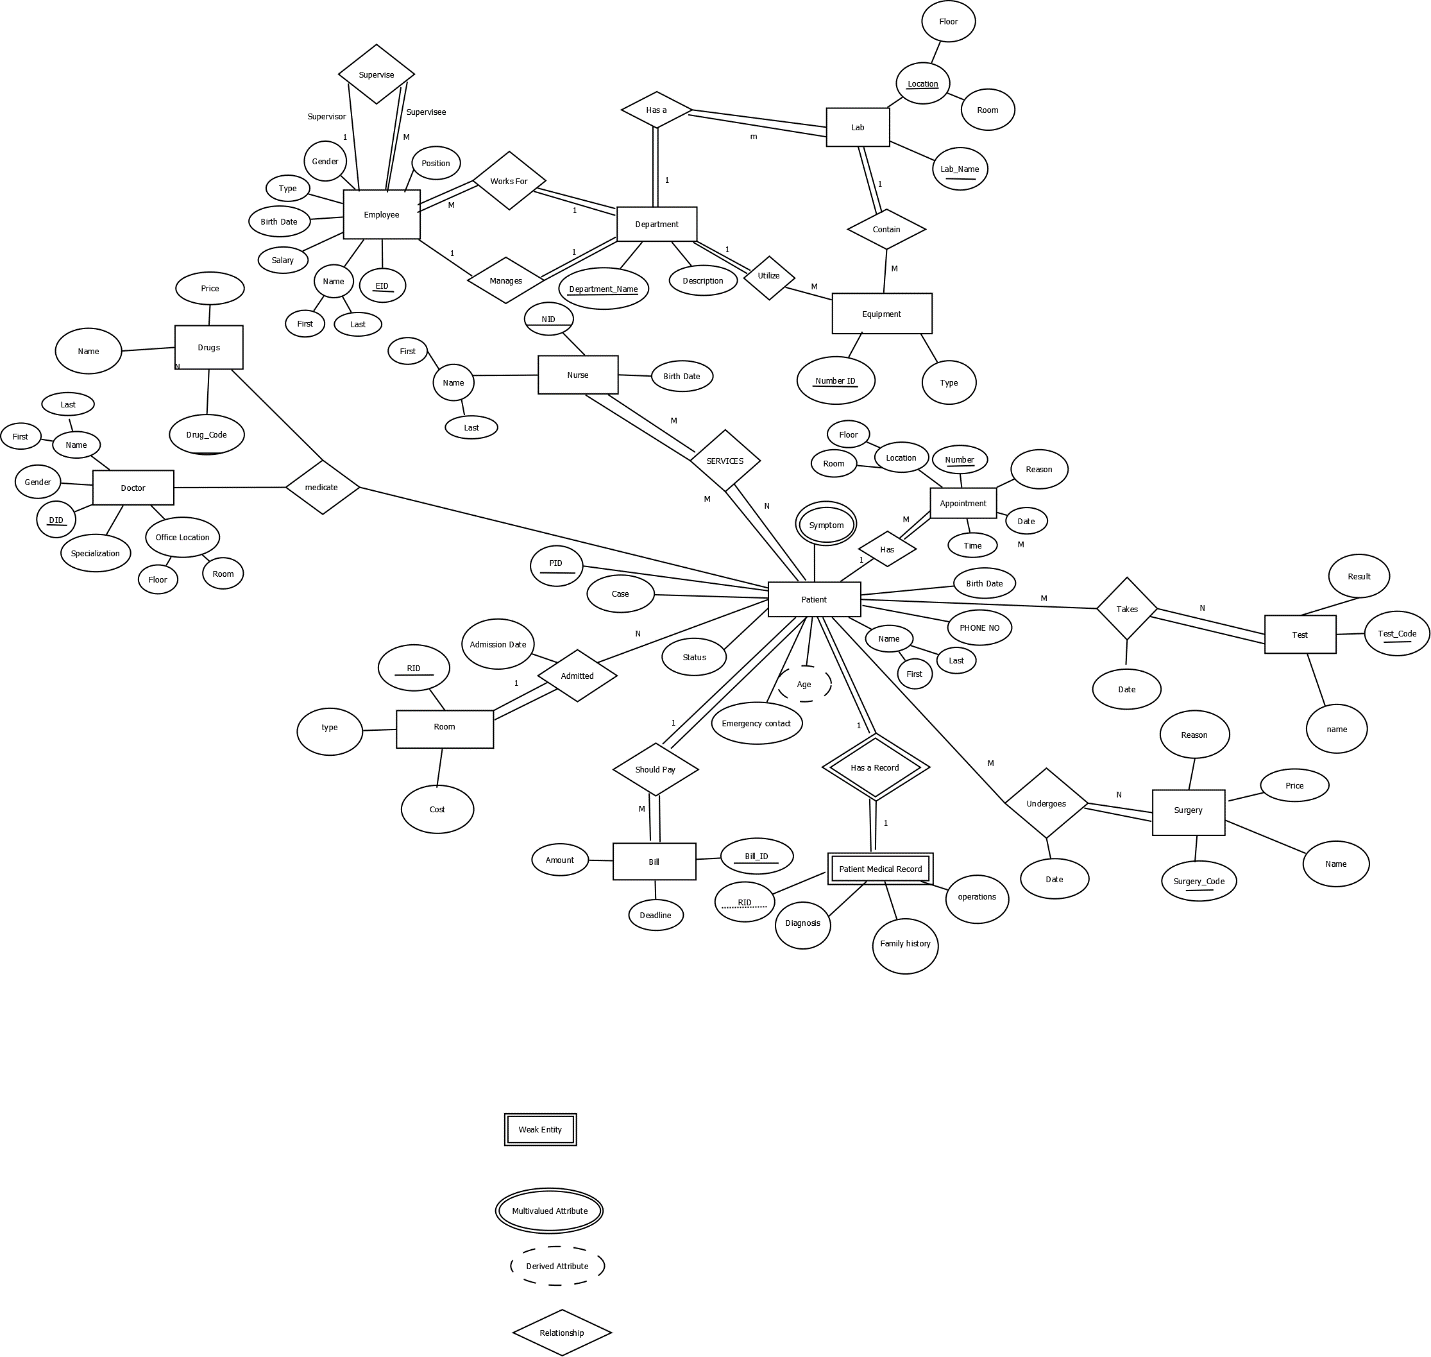 Floor
Supervise
Location
Has a
Room
Supervisor
Supervisee
Lab
1
M
m
Gender
Position
Lab_Name
Type
Works For
1
1
M
1
Birth Date
Employee
Department
Contain
1
1
1
Salary
Manages
Utilize
M
Name
EID
Department_Name
Description
M
Price
First
Last
NID
Equipment
Name
Drugs
N
First
Name
Nurse
Birth Date
Number ID
Type
Last
Last
Drug_Code
M
Floor
First
Name
SERVICES
Room
Location
Number
Reason
Gender
Doctor
medicate
M
N
Appointment
DID
Office Location
Symptom
M
Date
Specialization
Has
Time
M
Floor
Room
PID
1
Case
Patient
Birth Date
M
Takes
N
Result
PHONE NO
Test
Test_Code
Admission Date
N
Status
Name
Last
First
RID
Admitted
1
Age
Date
type
Room
1
Emergency contact
1
Reason
name
Should Pay
Has a Record
M
Cost
M
1
Undergoes
N
Surgery
Price
Amount
Bill
Bill_ID
Patient Medical Record
Date
Surgery_Code
Name
Deadline
RID
Diagnosis
Family history
operations
Weak Entity
Multivalued Attribute
Derived Attribute
Relationship